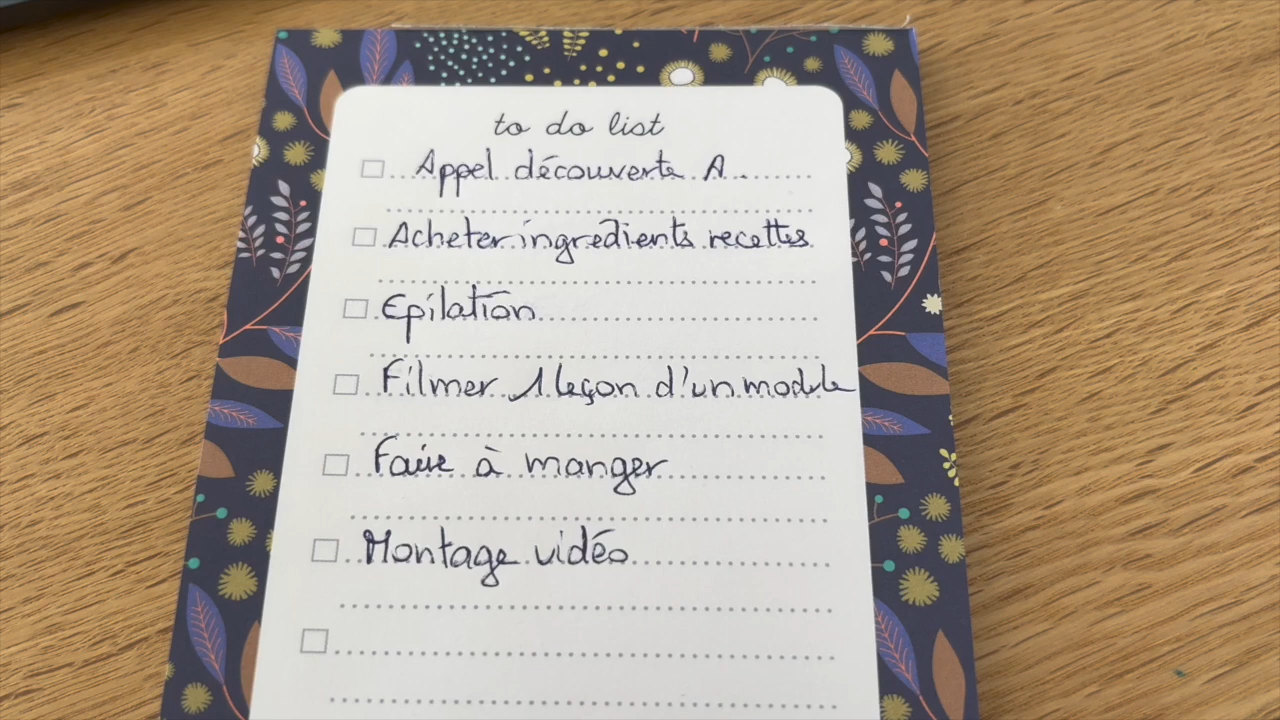 to do list
Appel découverte A.
Acheter ingrédients recettes
Epilation
Filmer 1 leçon d'un module
Faire à manger
Montage vidéo